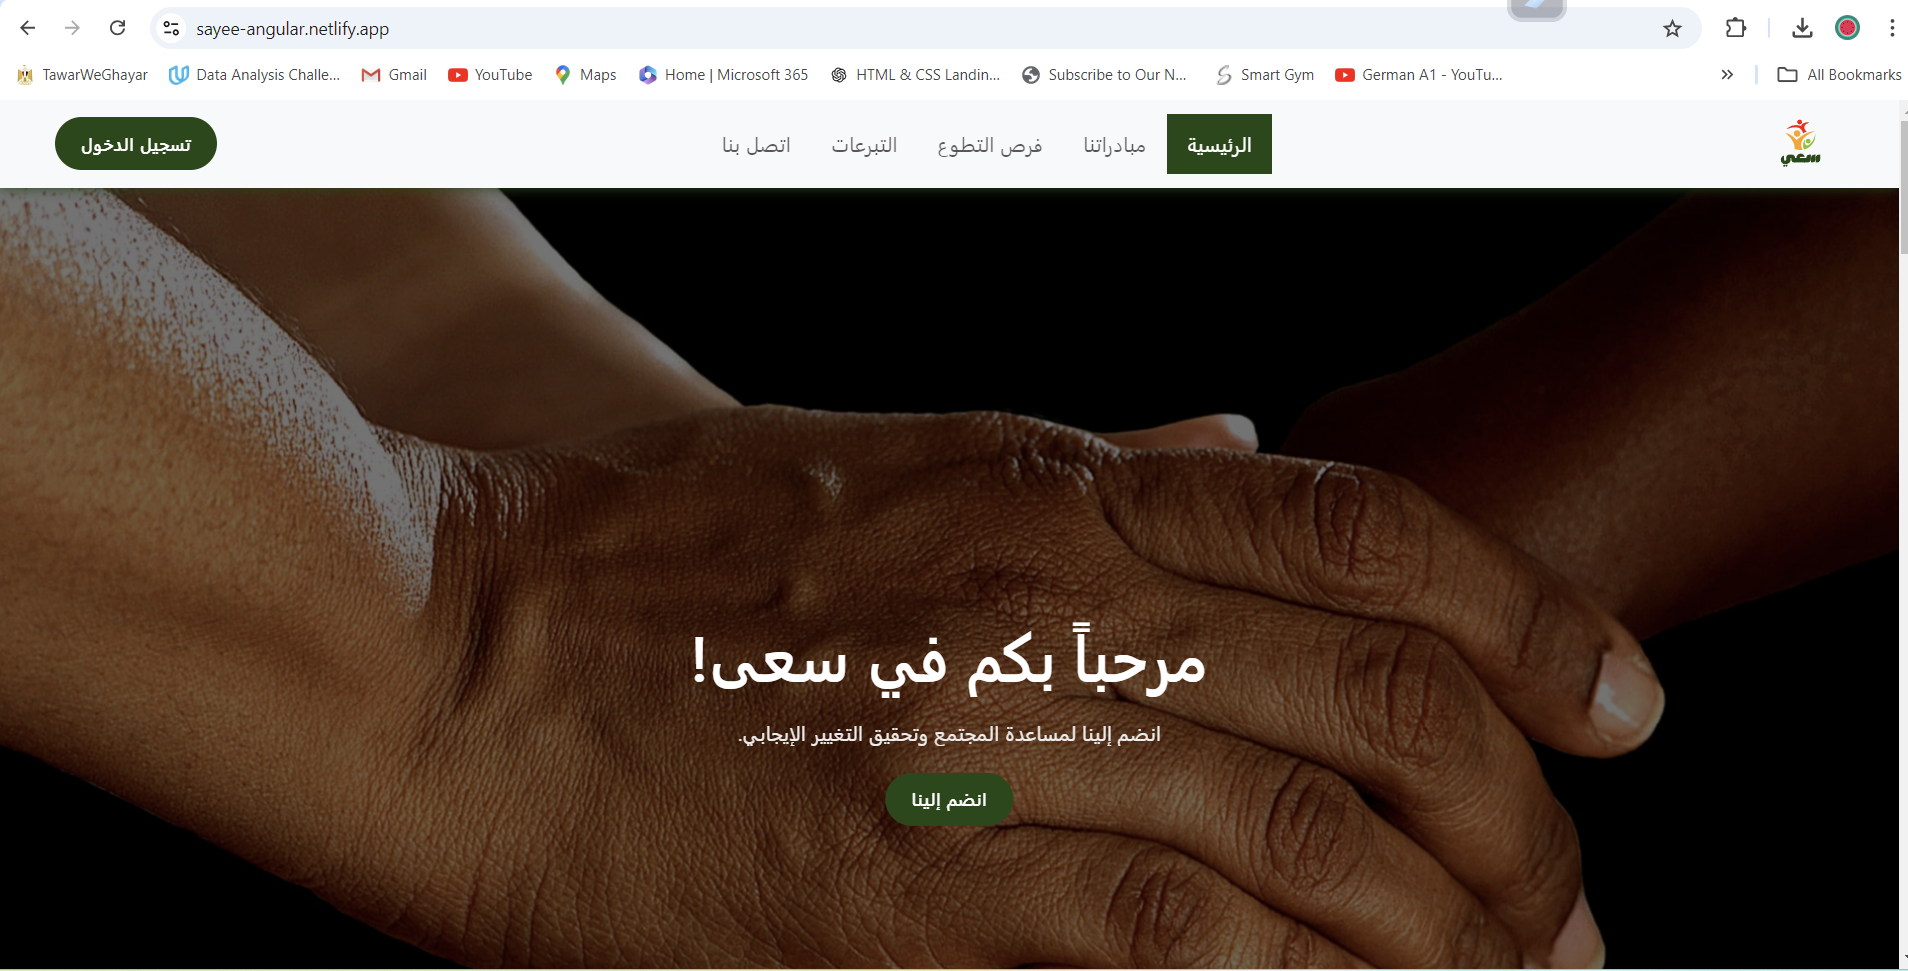 sayee-angular.netlify.app
TawarWeGhayar
Data Analysis Challe...
Gmail
YouTube
Maps
Home | Microsoft 365
HTML & CSS Landin...
Subscribe to Our N...
Smart Gym
German A1 - YouTu...
All Bookmarks
سعي
الرئيسية
مبادراتنا
فرص التطوع
التبرعات
اتصل بنا
تسجيل الدخول
مرحباً بكم في سعى!
انضم إلينا لمساعدة المجتمع وتحقيق التغيير الإيجابي.
انضم إلينا